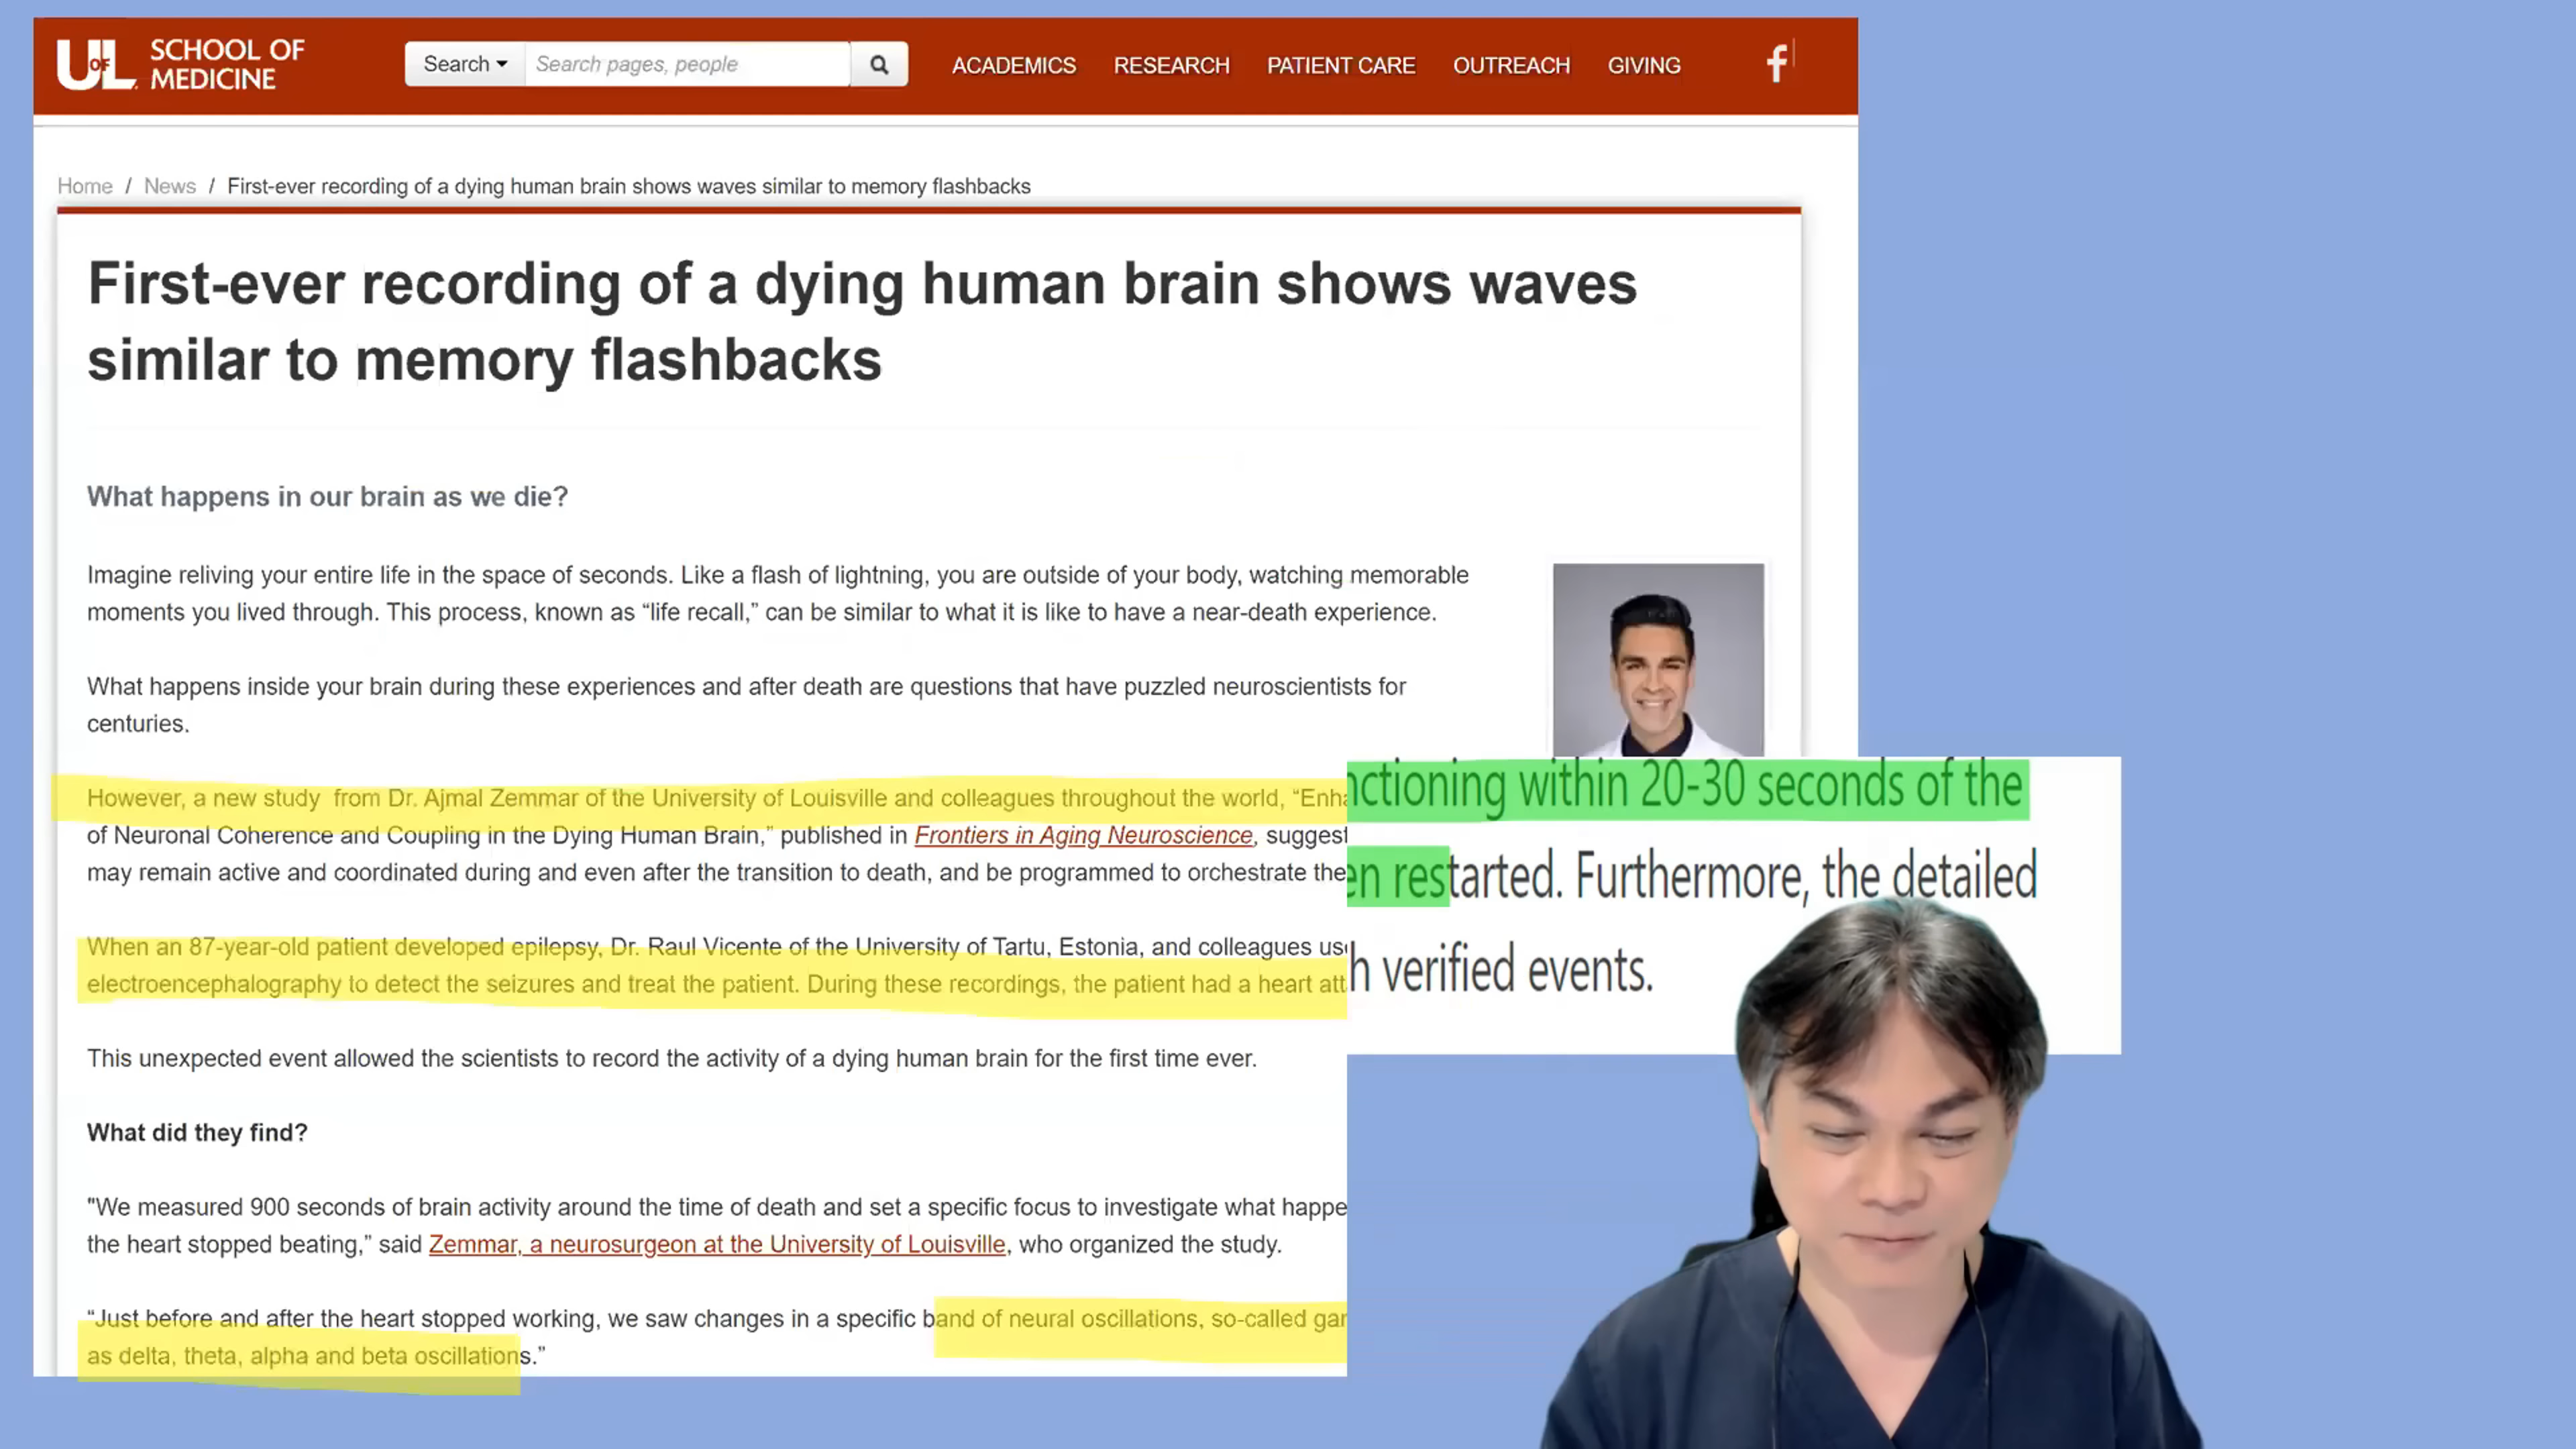 UofL SCHOOL OF
MEDICINE
Search
Search pages, people
ACADEMICS
RESEARCH
PATIENT CARE
OUTREACH
GIVING
f
Home / News / First-ever recording of a dying human brain shows waves similar to memory flashbacks
First-ever recording of a dying human brain shows waves
similar to memory flashbacks
What happens in our brain as we die?
Imagine reliving your entire life in the space of seconds. Like a flash of lightning, you are outside of your body, watching memorable
moments you lived through. This process, known as “life recall,” can be similar to what it is like to have a near-death experience.
What happens inside your brain during these experiences and after death are questions that have puzzled neuroscientists for
centuries.
However, a new study from Dr. Ajmal Zemmar of the University of Louisville and colleagues throughout the world, “Enha
of Neuronal Coherence and Coupling in the Dying Human Brain,” published in Frontiers in Aging Neuroscience, suggest
may remain active and coordinated during and even after the transition to death, and be programmed to orchestrate the
When an 87-year-old patient developed epilepsy, Dr. Raul Vicente of the University of Tartu, Estonia, and colleagues us
electroencephalography to detect the seizures and treat the patient. During these recordings, the patient had a heart att
This unexpected event allowed the scientists to record the activity of a dying human brain for the first time ever.
What did they find?
"We measured 900 seconds of brain activity around the time of death and set a specific focus to investigate what happe
the heart stopped beating,” said Zemmar, a neurosurgeon at the University of Louisville, who organized the study.
“Just before and after the heart stopped working, we saw changes in a specific band of neural oscillations, so-called gar
as delta, theta, alpha and beta oscillations.”
nctioning within 20-30 seconds of the
en restarted. Furthermore, the detailed
h verified events.